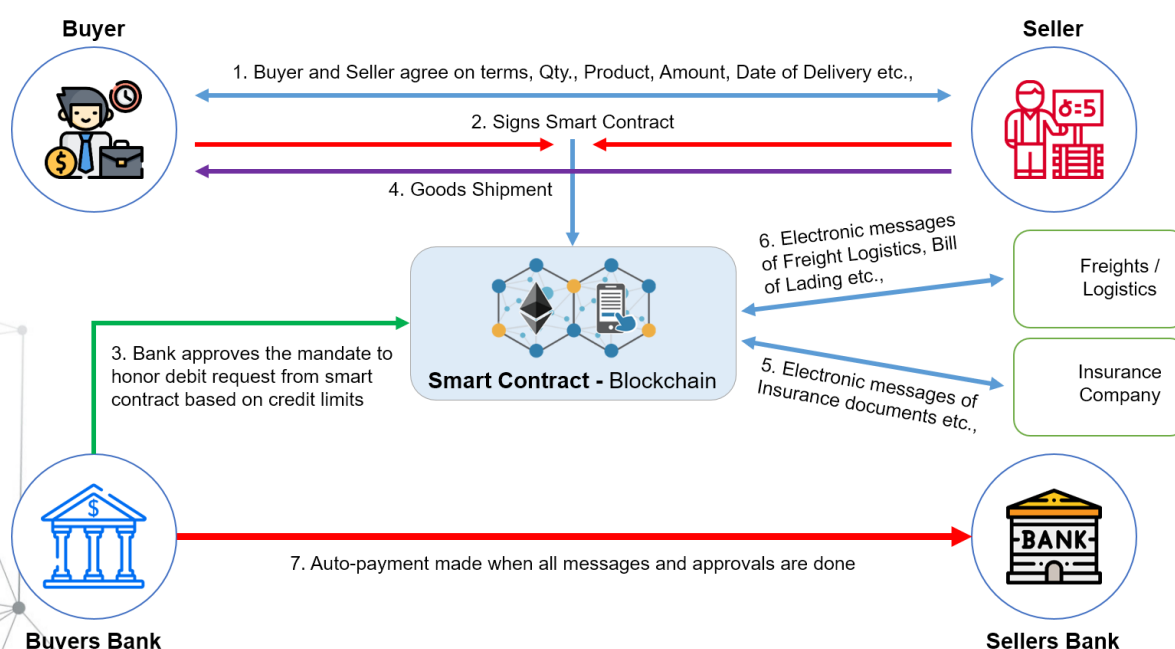 Buyer
Seller
1. Buyer and Seller agree on terms, Qty., Product, Amount, Date of Delivery etc.,
2. Signs Smart Contract
4. Goods Shipment
6. Electronic messages
of Freight Logistics, Bill
of Lading etc.,
Freights /
Logistics
3. Bank approves the mandate to
honor debit request from smart
contract based on credit limits
Smart Contract - Blockchain
5. Electronic messages of
Insurance documents etc.,
Insurance
Company
$
BANK
7. Auto-payment made when all messages and approvals are done
Buyers Bank
Sellers Bank